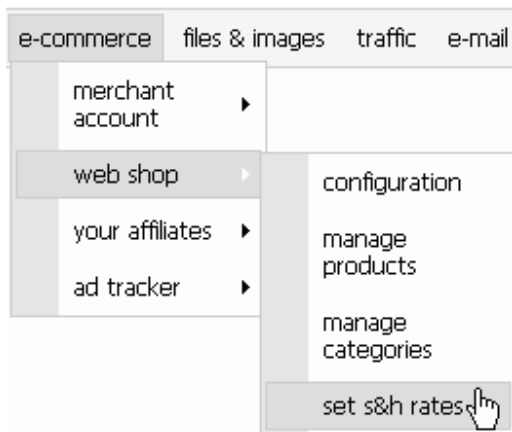 e-commerce files & images traffic e-mail
merchant
account
web shop
your affiliates
ad tracker
configuration
manage
products
manage
categories
set s&h rates